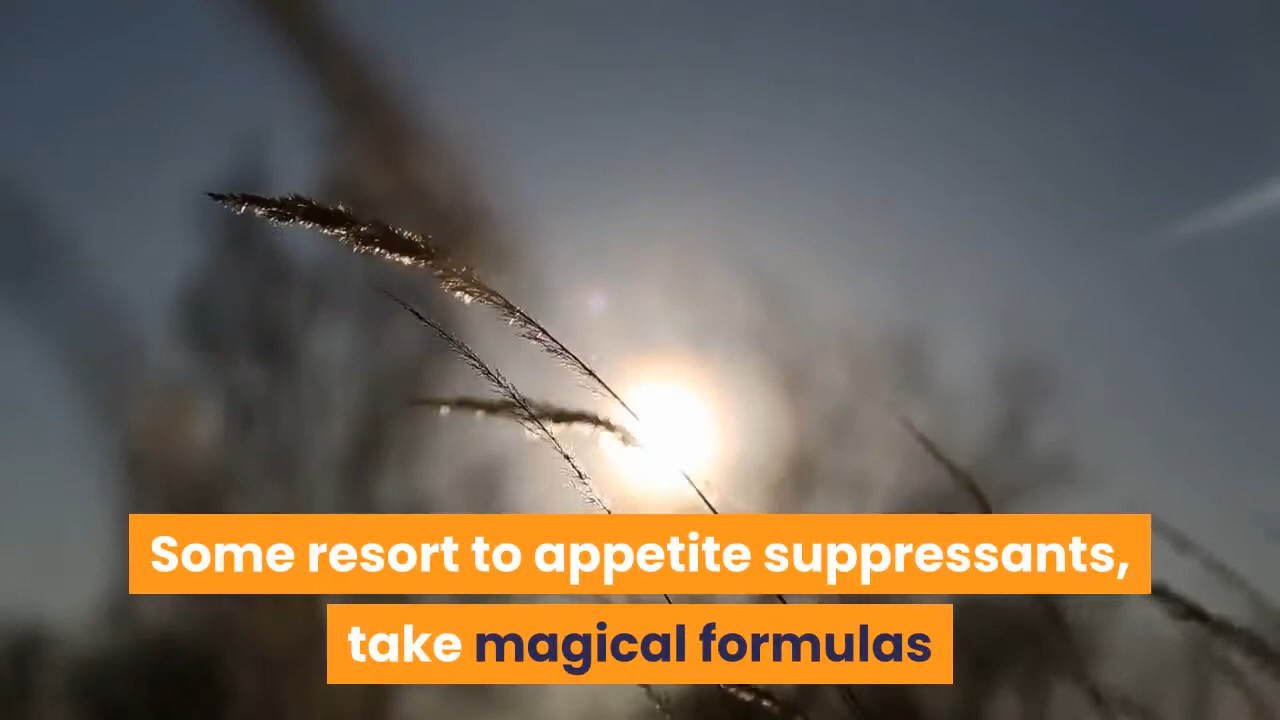 Some resort to appetite suppressants,
take magical formulas